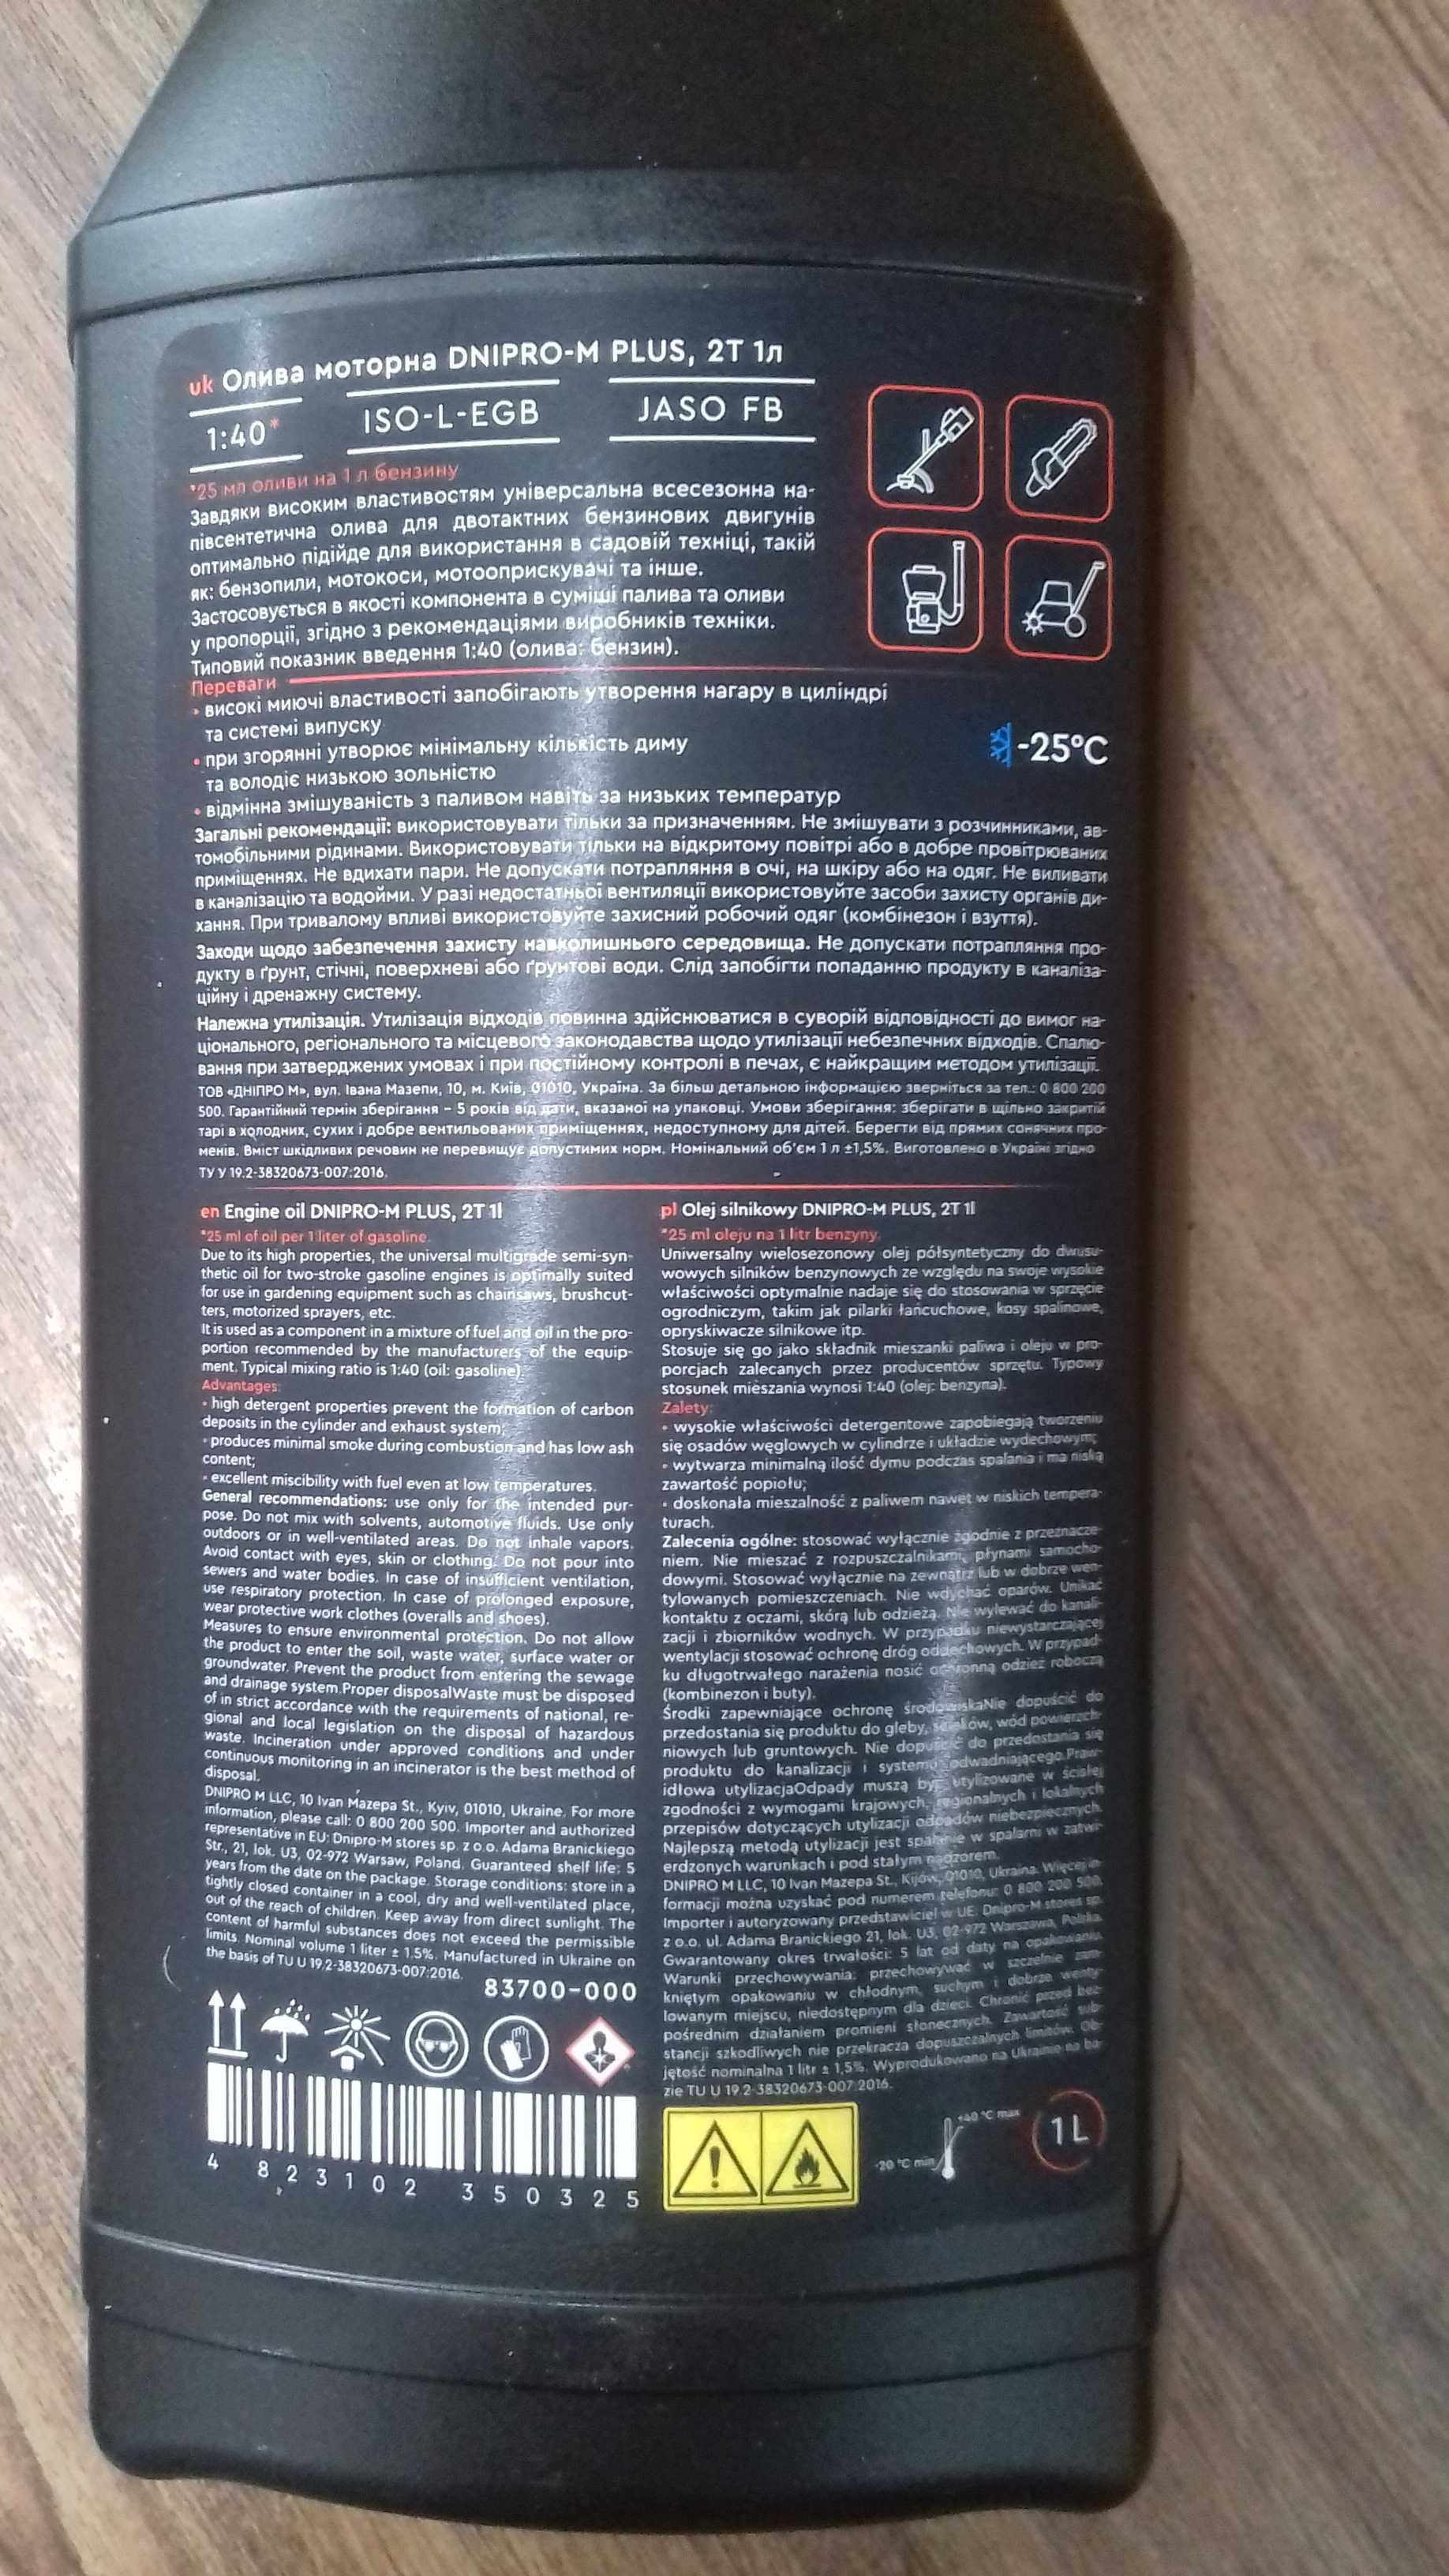 uk Олива моторна DNIPRO-M PLUS, 2T 1л
1:40* ISO-L-EGB JASO FB
*25 мл оливи на 1 л бензину
Завдяки високим властивостям універсальна всесезонна на-
півсентетична олива для двотактних бензинових двигунів
оптимально підійде для використання в садовій техніці, такій
як: бензопили, мотокоси, мотооприскувачі та інше.
Застосовується в якості компонента в суміші палива та оливи
у пропорції, згідно з рекомендаціями виробників техніки.
Типовий показник введення 1:40 (олива: бензин).
Переваги
• високі миючі властивості запобігають утворення нагару в циліндрі
та системі випуску
• при згорянні утворює мінімальну кількість диму
та володіє низькою зольністю
-25°C
• відмінна змішуваність з паливом навіть за низьких температур
Загальні рекомендації: використовувати тільки за призначенням. Не змішувати з розчинниками, ав-
томобільними рідинами. Використовувати тільки на відкритому повітрі або в добре провітрюваних
приміщеннях. Не вдихати пари. Не допускати потрапляння в очі, на шкіру або на одяг. Не виливати
в каналізацію та водойми. У разі недостатньої вентиляції використовуйте засоби захисту органів ди-
хання. При тривалому впливі використовуйте захисний робочий одяг (комбінезон і взуття).
Заходи щодо забезпечення захисту навколишнього середовища. Не допускати потрапляння про-
дукту в ґрунт, стічні, поверхневі або ґрунтові води. Слід запобігти попаданню продукту в каналіза-
ційну і дренажну систему.
Належна утилізація. Утилізація відходів повинна здійснюватися в суворій відповідності до вимог на-
ціонального, регіонального та місцевого законодавства щодо утилізації небезпечних відходів. Спалю-
вання при затверджених умовах і при постійному контролі в печах, є найкращим методом утилізації.
ТОВ «ДНІПРО М», вул. Івана Мазепи, 10, м. Київ, 01010, Україна. За більш детальною інформацією зверніться за тел.: 0 800 200
500. Гарантійний термін зберігання – 5 років від дати, вказаної на упаковці. Умови зберігання: зберігати в щільно закритій
тарі в холодних, сухих і добре вентильованих приміщеннях, недоступному для дітей. Берегти від прямих сонячних про-
менів. Вміст шкідливих речовин не перевищує допустимих норм. Номінальний об'єм 1 л ±1,5%. Виготовлено в Україні згідно
ТУ У 19.2-38320673-007:2016.
en Engine oil DNIPRO-M PLUS, 2T 1l
*25 ml of oil per 1 liter of gasoline.
Due to its high properties, the universal multigrade semi-syn-
thetic oil for two-stroke gasoline engines is optimally suited
for use in gardening equipment such as chainsaws, brushcut-
ters, motorized sprayers, etc.
It is used as a component in a mixture of fuel and oil in the pro-
portion recommended by the manufacturers of the equip-
ment. Typical mixing ratio is 1:40 (oil: gasoline).
Advantages:
• high detergent properties prevent the formation of carbon
deposits in the cylinder and exhaust system;
• produces minimal smoke during combustion and has low ash
content;
• excellent miscibility with fuel even at low temperatures.
General recommendations: use only for the intended pur-
pose. Do not mix with solvents, automotive fluids. Use only
outdoors or in well-ventilated areas. Do not inhale vapors.
Avoid contact with eyes, skin or clothing. Do not pour into
sewers and water bodies. In case of insufficient ventilation,
use respiratory protection. In case of prolonged exposure,
wear protective work clothes (overalls and shoes).
Measures to ensure environmental protection. Do not allow
the product to enter the soil, waste water, surface water or
groundwater. Prevent the product from entering the sewage
and drainage system.Proper disposalWaste must be disposed
of in strict accordance with the requirements of national, re-
gional and local legislation on the disposal of hazardous
waste. Incineration under approved conditions and under
continuous monitoring in an incinerator is the best method of
disposal.
DNIPRO M LLC, 10 Ivan Mazepa St., Kyiv, 01010, Ukraine. For more
information, please call: 0 800 200 500. Importer and authorized
representative in EU: Dnipro-M stores sp. z o.o. Adama Branickiego
Str., 21, lok. U3, 02-972 Warsaw, Poland. Guaranteed shelf life: 5
years from the date on the package. Storage conditions: store in a
tightly closed container in a cool, dry and well-ventilated place,
out of the reach of children. Keep away from direct sunlight. The
content of harmful substances does not exceed the permissible
limits. Nominal volume 1 liter ± 1.5%. Manufactured in Ukraine on
the basis of TU U 19.2-38320673-007:2016.
83700-000
4 823102 350325
pl Olej silnikowy DNIPRO-M PLUS, 2T 1l
*25 ml oleju na 1 litr benzyny.
Uniwersalny wielosezonowy olej półsyntetyczny do dwusu-
wowych silników benzynowych ze względu na swoje wysokie
właściwości optymalnie nadaje się do stosowania w sprzęcie
ogrodniczym, takim jak pilarki łańcuchowe, kosy spalinowe,
opryskiwacze silnikowe itp.
Stosuje się go jako składnik mieszanki paliwa i oleju w pro-
porcjach zalecanych przez producentów sprzętu. Typowy
stosunek mieszania wynosi 1:40 (olej: benzyna).
Zalety:
• wysokie właściwości detergentowe zapobiegają tworzeniu
się osadów węglowych w cylindrze i układzie wydechowym;
• wytwarza minimalną ilość dymu podczas spalania i ma niską
zawartość popiołu;
• doskonała mieszalność z paliwem nawet w niskich tempera-
turach.
Zalecenia ogólne: stosować wyłącznie zgodnie z przeznacze-
niem. Nie mieszać z rozpuszczalnikami, płynami samocho-
dowymi. Stosować wyłącznie na zewnątrz lub w dobrze wen-
tylowanych pomieszczeniach. Nie wdychać oparów. Unikać
kontaktu z oczami, skórą lub odzieżą. Nie wylewać do kanali-
zacji i zbiorników wodnych. W przypadku niewystarczającej
wentylacji stosować ochronę dróg oddechowych. W przypad-
ku długotrwałego narażenia nosić ochronną odzież roboczą
(kombinezon i buty).
Środki zapewniające ochronę środowiskaNie dopuścić do
przedostania się produktu do gleby, ścieków, wód powierzch-
niowych lub gruntowych. Nie dopuścić do przedostania się
produktu do kanalizacji i systemu odwadniającego.Praw-
idłowa utylizacjaOdpady muszą być utylizowane w ścisłej
zgodności z wymogami krajowych, regionalnych i lokalnych
przepisów dotyczących utylizacji odpadów niebezpiecznych.
Najlepszą metodą utylizacji jest spalanie w spalarni w zatwi-
erdzonych warunkach i pod stałym nadzorem.
DNIPRO M LLC, 10 Ivan Mazepa St., Kijów, 01010, Ukraina. Więcej in-
formacji można uzyskać pod numerem telefonu: 0 800 200 500.
Importer i autoryzowany przedstawiciel w UE: Dnipro-M stores sp.
z o.o. ul. Adama Branickiego 21, lok. U3, 02-972 Warszawa, Polska.
Gwarantowany okres trwałości: 5 lat od daty na opakowaniu.
Warunki przechowywania: przechowywać w szczelnie zam-
kniętym opakowaniu w chłodnym, suchym i dobrze wenty-
lowanym miejscu, niedostępnym dla dzieci. Chronić przed bez-
pośrednim działaniem promieni słonecznych. Zawartość sub-
stancji szkodliwych nie przekracza dopuszczalnych limitów. Ob-
jętość nominalna 1 litr ± 1,5%. Wyprodukowano na Ukrainie na ba-
zie TU U 19.2-38320673-007:2016.
+40 °C max
-20 °C min
1 L